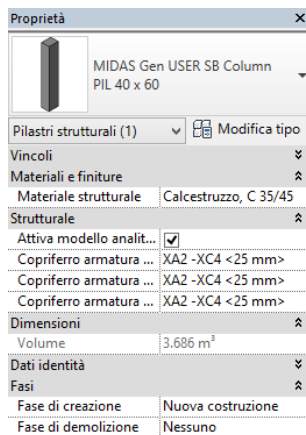 Proprietà
MIDAS Gen USER SB Column
PIL 40 x 60
Pilastri strutturali (1)
Modifica tipo
Vincoli
Materiali e finiture
Materiale strutturale Calcestruzzo, C 35/45
Strutturale
Attiva modello analit...
Copriferro armatura ... XA2 -XC4 <25 mm>
Copriferro armatura ... XA2 -XC4 <25 mm>
Copriferro armatura ... XA2 -XC4 <25 mm>
Dimensioni
Volume 3.686 m³
Dati identità
Fasi
Fase di creazione Nuova costruzione
Fase di demolizione Nessuno